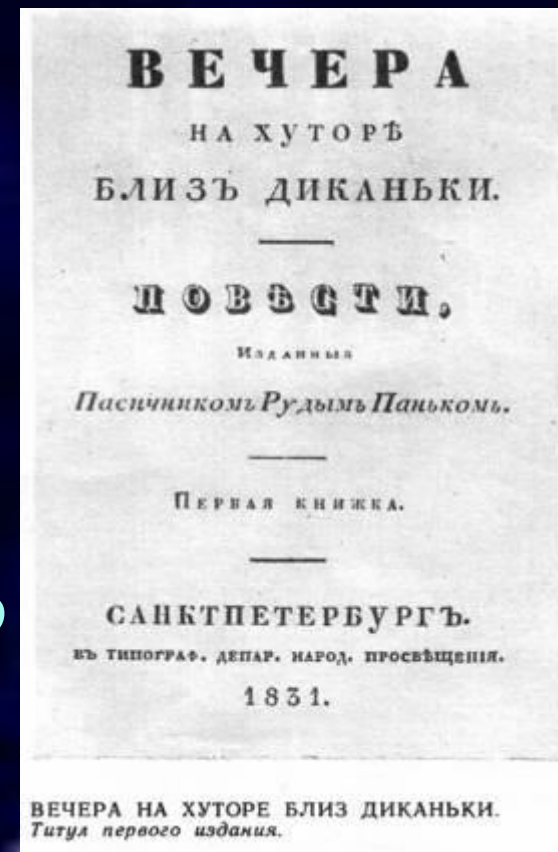 ВЕЧЕРА
НА ХУТОРѢ
БЛИЗЪ ДИКАНЬКИ.
ПОВѢСТИ,
Изданныя
Пасичникомъ Рудымъ Панькомъ.
Первая книжка.
САНКТПЕТЕРБУРГЪ.
въ типограф. депар. народ. просвѣщенія.
1831.
ВЕЧЕРА НА ХУТОРЕ БЛИЗ ДИКАНЬКИ.
Титул первого издания.